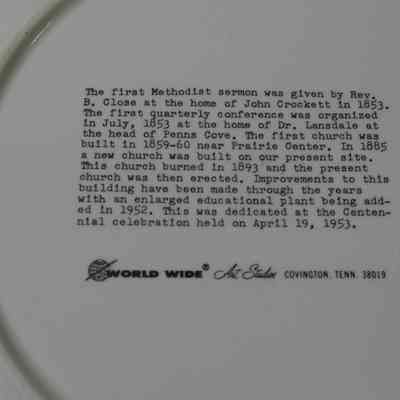 The first Methodist sermon was given by Rev.
B. Close at the home of John Crockett in 1853.
The first quarterly conference was organized
in July, 1853 at the home of Dr. Lansdale at
the head of Penns Cove. The first church was
built in 1859-60 near Prairie Center. In 1885
a new church was built on our present site.
This church burned in 1893 and the present
church was then erected. Improvements to this
building have been made through the years
with an enlarged educational plant being add-
ed in 1952. This was dedicated at the Centen-
nial celebration held on April 19, 1953.
WORLD WIDE® Art Studios COVINGTON, TENN. 38019